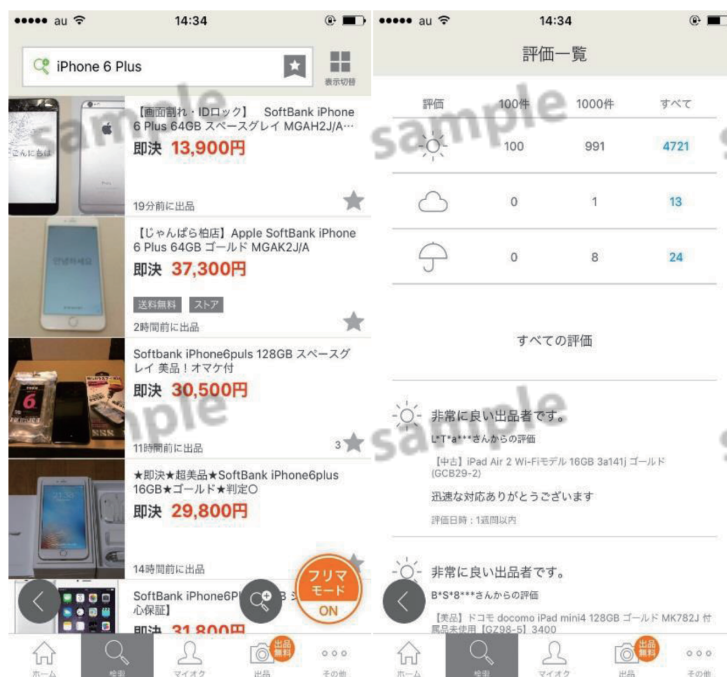 au
14:34
iPhone 6 Plus
表示切替
sample
こんにちは
【画面割れ・IDロック】 SoftBank iPhone
6 Plus 64GB スペースグレイ MGAH2J/A…
即決 13,900円
19分前に出品
안녕하세요
【じゃんぱら柏店】Apple SoftBank iPhone
6 Plus 64GB ゴールド MGAK2J/A
即決 37,300円
送料無料 ストア
2時間前に出品
6
Softbank iPhone6puls 128GB スペースグ
レイ 美品！オマケ付
即決 30,500円
11時間前に出品
3
★即決★超美品★SoftBank iPhone6plus
16GB★ゴールド★判定〇
即決 29,800円
14時間前に出品
フリマ
モード
ON
SoftBank iPhone6P
心保証】
即決 31,800円
ホーム
検索
マイオク
出品
出品
無料
その他
au
14:34
評価一覧
評価 100件 1000件 すべて
sample
100 991 4721
0 1 13
0 8 24
すべての評価
sample
非常に良い出品者です。
L*T*a***さんからの評価
【中古】iPad Air 2 Wi-Fiモデル 16GB 3a141j ゴールド
(GCB29-2)
迅速な対応ありがとうございます
評価日時：1週間以内
非常に良い出品者です。
B*S*8***さんからの評価
【美品】ドコモ docomo iPad mini4 128GB ゴールド MK782J 付
属品未使用【GZ98-5】3400
ホーム
検索
マイオク
出品
出品
無料
その他